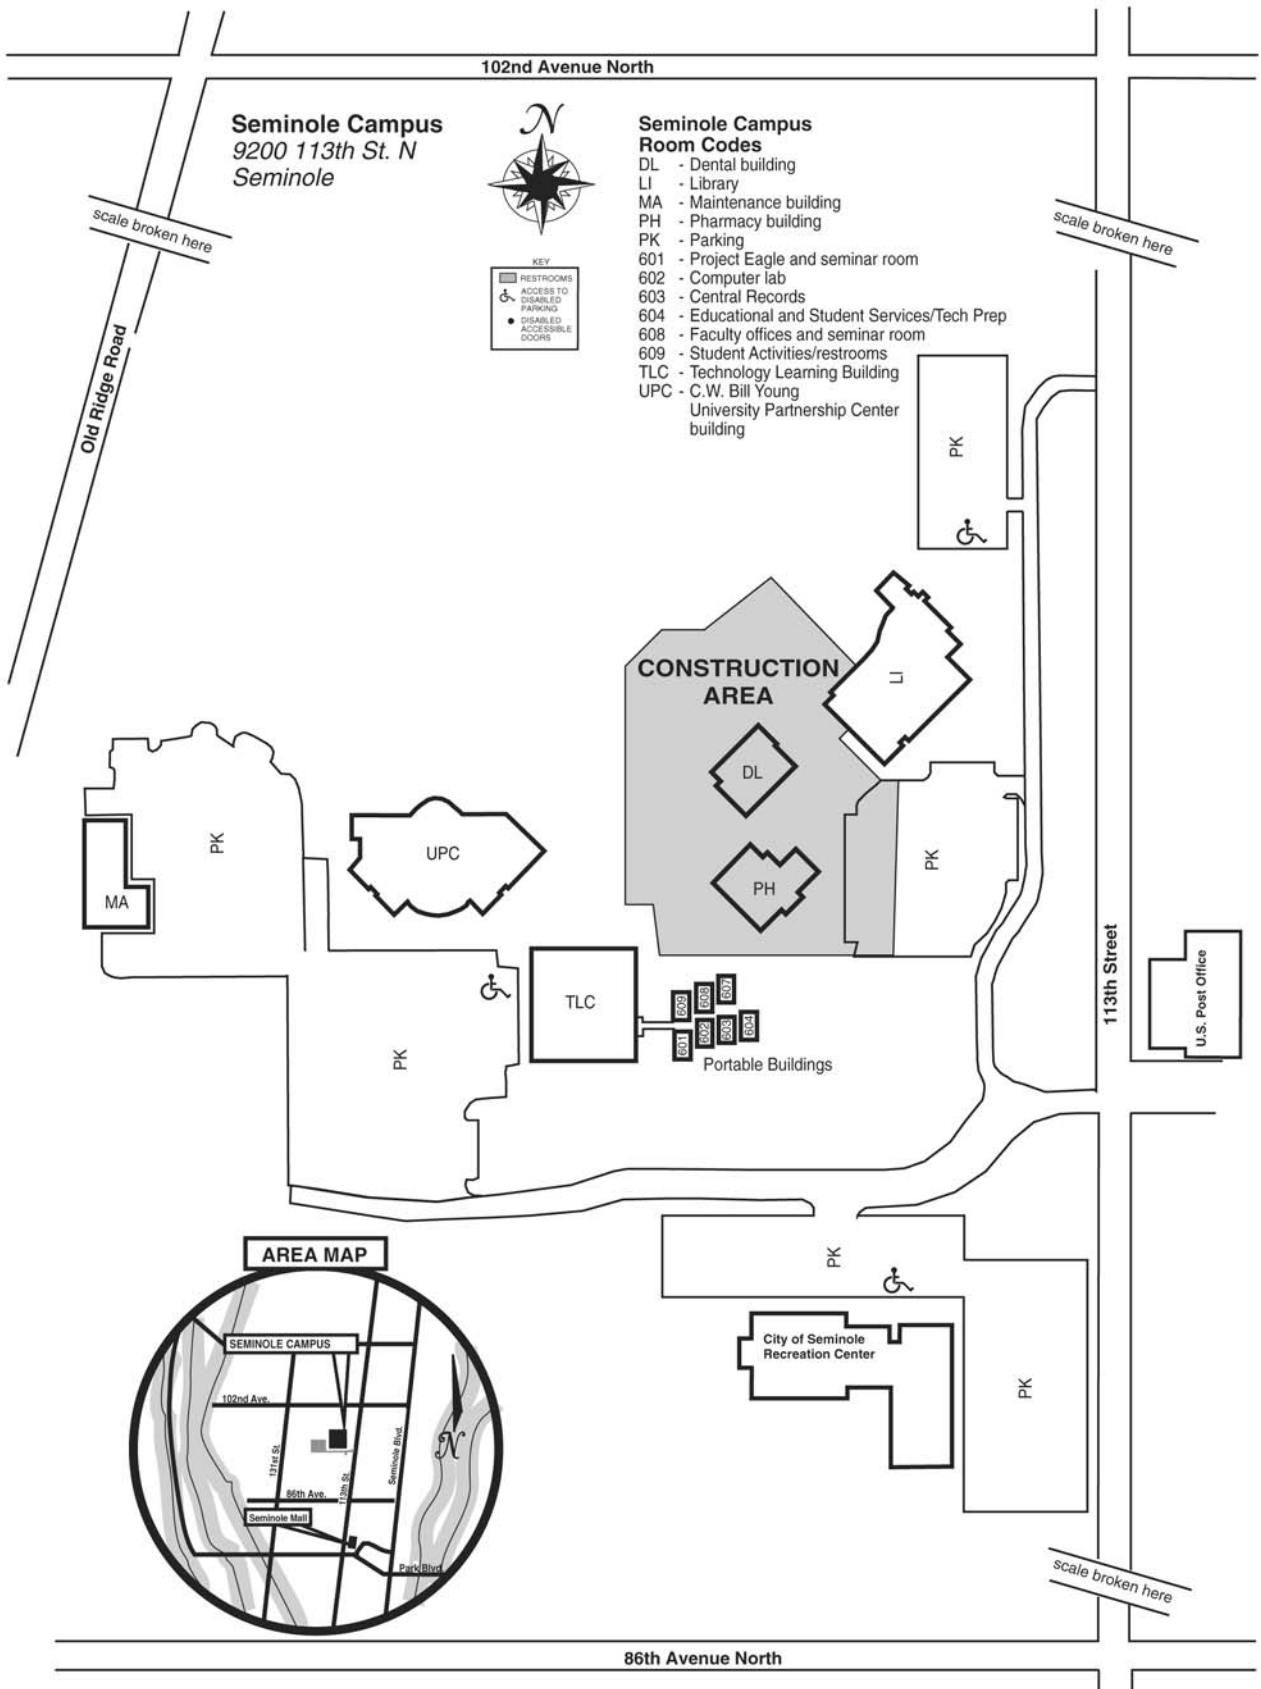 102nd Avenue North
Seminole Campus
9200 113th St. N
Seminole
N
Seminole Campus
Room Codes
DL - Dental building
LI - Library
MA - Maintenance building
PH - Pharmacy building
PK - Parking
601 - Project Eagle and seminar room
602 - Computer lab
603 - Central Records
604 - Educational and Student Services/Tech Prep
608 - Faculty offices and seminar room
609 - Student Activities/restrooms
TLC - Technology Learning Building
UPC - C.W. Bill Young
University Partnership Center
building
KEY
RESTROOMS
ACCESS TO
DISABLED
PARKING
DISABLED
ACCESSIBLE
DOORS
scale broken here
scale broken here
Old Ridge Road
PK
CONSTRUCTION
AREA
LI
DL
PK
UPC
PH
PK
MA
113th Street
U.S. Post Office
TLC
609
608
607
601
602
603
604
Portable Buildings
PK
AREA MAP
PK
City of Seminole
Recreation Center
PK
SEMINOLE CAMPUS
102nd Ave.
131st St.
113th St.
Seminole Blvd.
N
86th Ave.
Seminole Mall
Park Blvd.
scale broken here
86th Avenue North